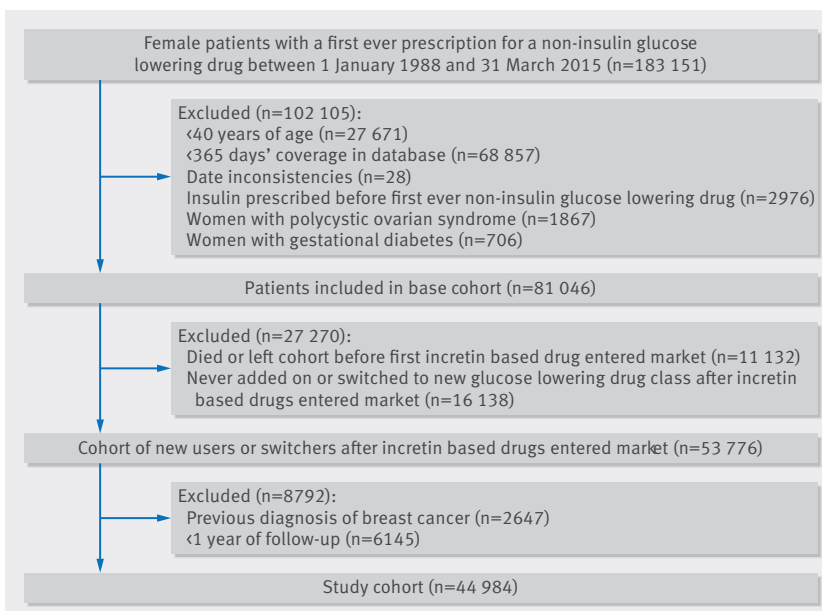 Female patients with a first ever prescription for a non-insulin glucose
lowering drug between 1 January 1988 and 31 March 2015 (n=183 151)
Excluded (n=102 105):
<40 years of age (n=27 671)
<365 days' coverage in database (n=68 857)
Date inconsistencies (n=28)
Insulin prescribed before first ever non-insulin glucose lowering drug (n=2976)
Women with polycystic ovarian syndrome (n=1867)
Women with gestational diabetes (n=706)
Patients included in base cohort (n=81 046)
Excluded (n=27 270):
Died or left cohort before first incretin based drug entered market (n=11 132)
Never added on or switched to new glucose lowering drug class after incretin
based drugs entered market (n=16 138)
Cohort of new users or switchers after incretin based drugs entered market (n=53 776)
Excluded (n=8792):
Previous diagnosis of breast cancer (n=2647)
<1 year of follow-up (n=6145)
Study cohort (n=44 984)